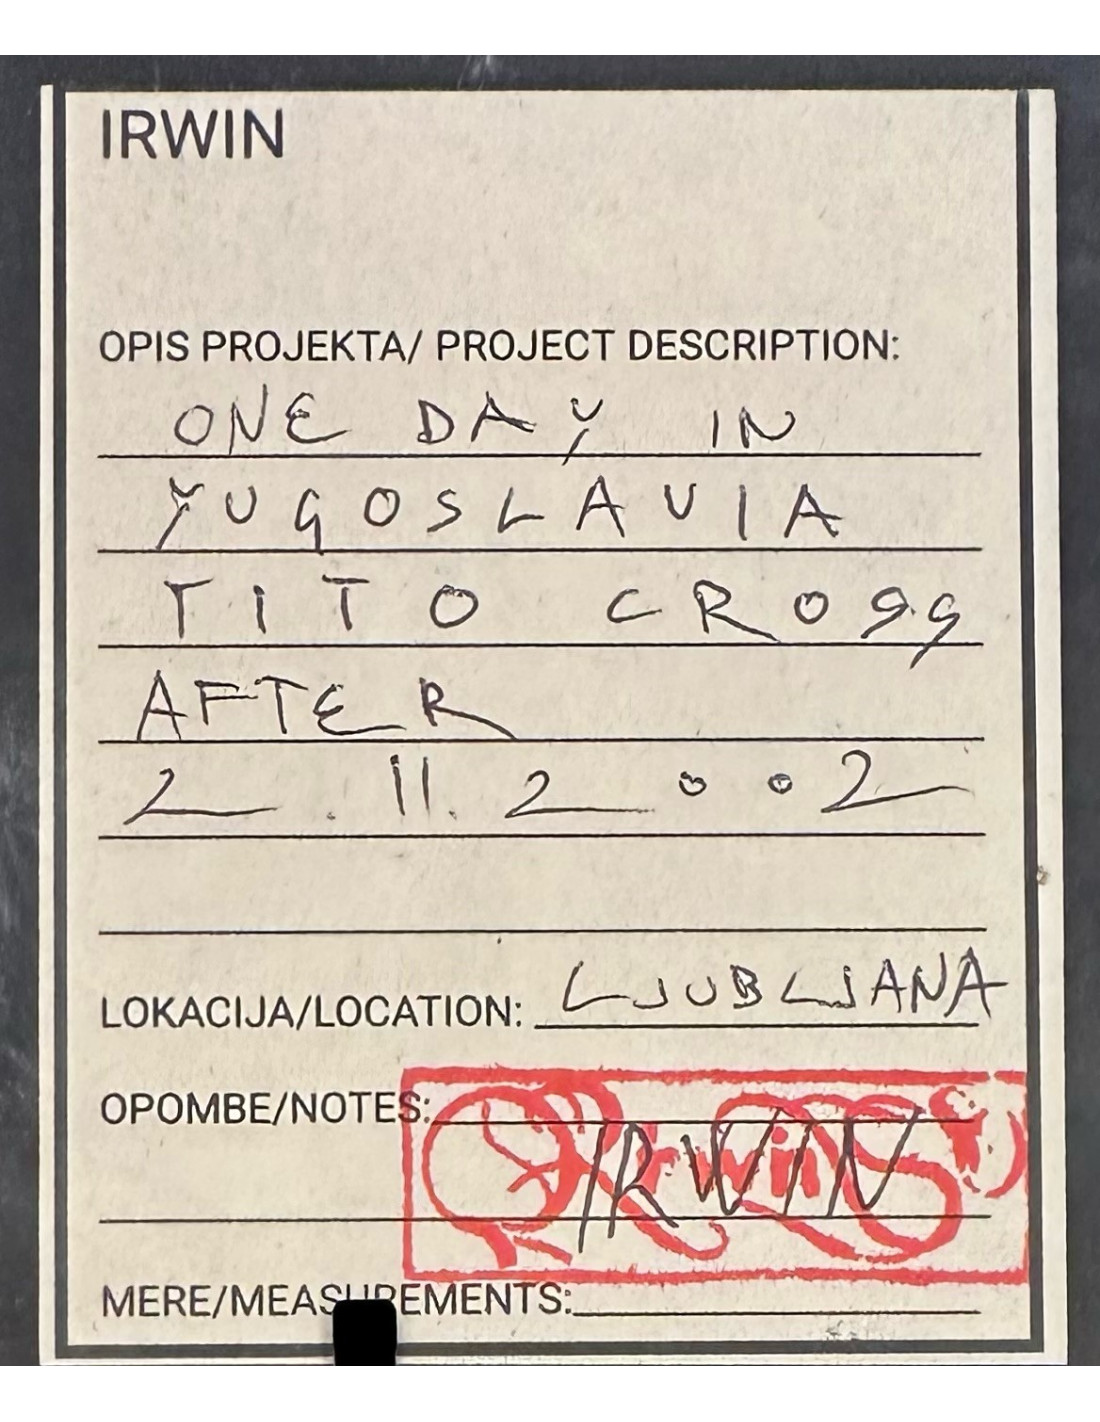 IRWIN
OPIS PROJEKTA/ PROJECT DESCRIPTION:
ONE DAY IN
YUGOSLAVIA
TITO CROSS
AFTER
2.11.2002
LOKACIJA/LOCATION: LJUBLJANA
OPOMBE/NOTES:
IRWIN
Irwin
MERE/MEASUREMENTS: